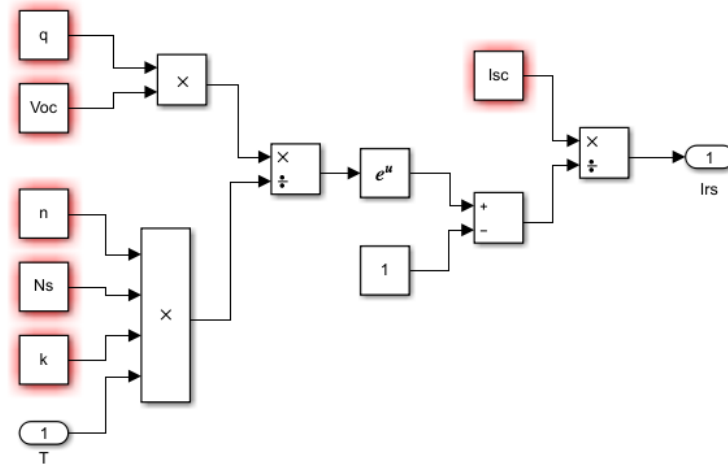 q
Voc
×
Isc
×
÷
1
Irs
×
÷
e^u
+
−
1
n
Ns
k
×
1
T